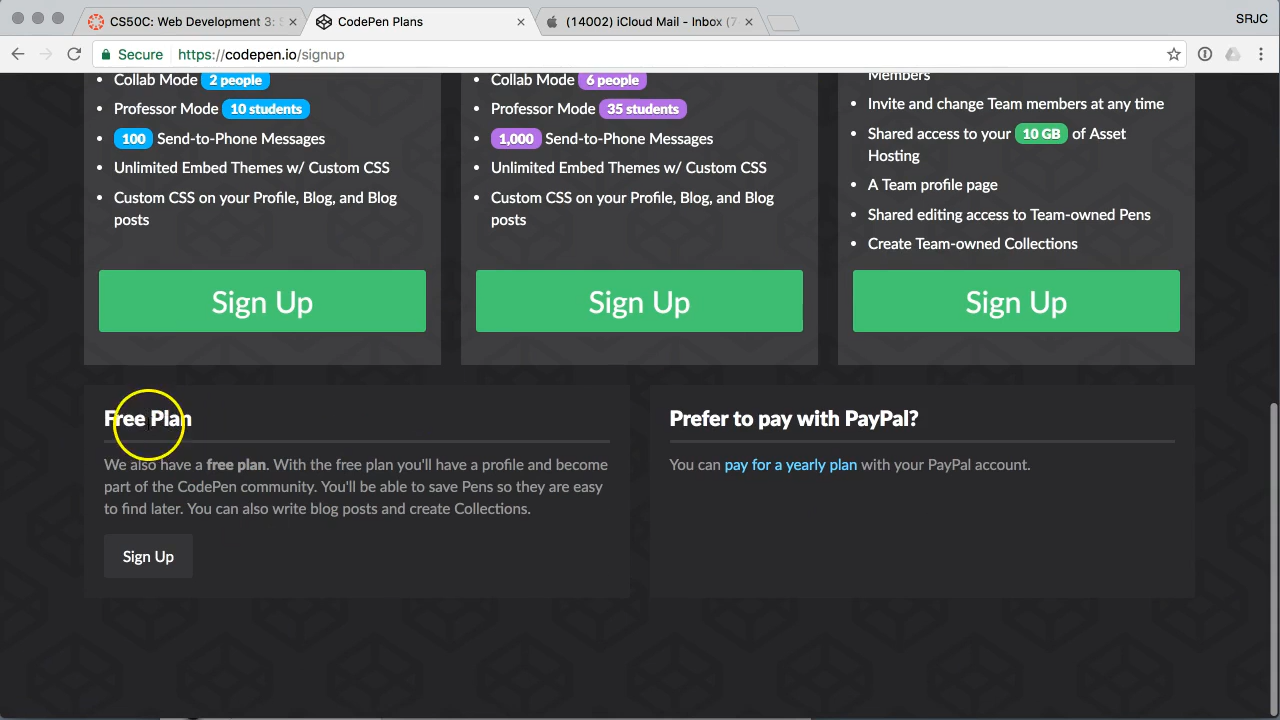 CS50C: Web Development 3: S
CodePen Plans
(14002) iCloud Mail - Inbox (7
SRJC
Secure
https://codepen.io/signup
Collab Mode 2 people
Professor Mode 10 students
100 Send-to-Phone Messages
Unlimited Embed Themes w/ Custom CSS
Custom CSS on your Profile, Blog, and Blog
posts
Sign Up
Collab Mode 6 people
Professor Mode 35 students
1,000 Send-to-Phone Messages
Unlimited Embed Themes w/ Custom CSS
Custom CSS on your Profile, Blog, and Blog
posts
Sign Up
Members
Invite and change Team members at any time
Shared access to your 10 GB of Asset
Hosting
A Team profile page
Shared editing access to Team-owned Pens
Create Team-owned Collections
Sign Up
Free Plan
We also have a free plan. With the free plan you'll have a profile and become
part of the CodePen community. You'll be able to save Pens so they are easy
to find later. You can also write blog posts and create Collections.
Sign Up
Prefer to pay with PayPal?
You can pay for a yearly plan with your PayPal account.